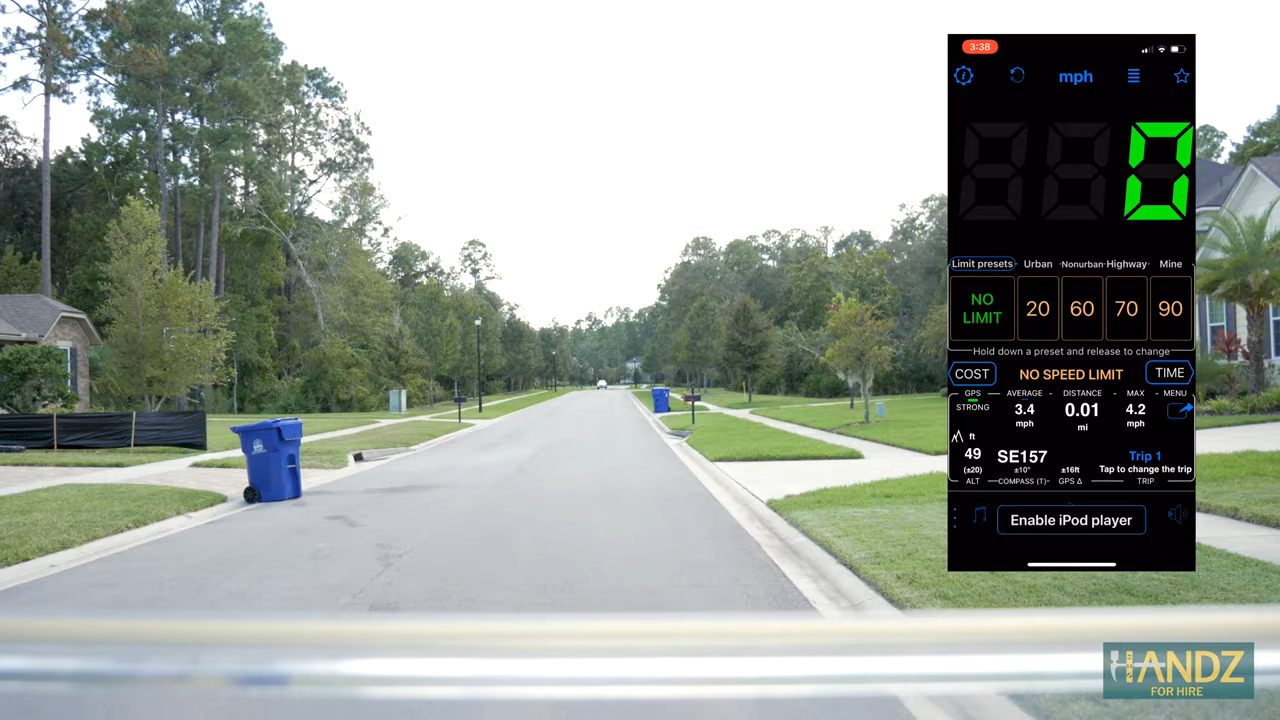 3:38
mph
0
Limit presets Urban Nonurban Highway Mine
NO LIMIT 20 60 70 90
Hold down a preset and release to change
COST NO SPEED LIMIT TIME
GPS AVERAGE DISTANCE MAX MENU
STRONG 3.4 mph 0.01 mi 4.2 mph
ft
49 SE157 Trip 1
(±20) ±10° ±16ft Tap to change the trip
ALT COMPASS (T) GPS Δ TRIP
Enable iPod player
HANDZ
FOR HIRE